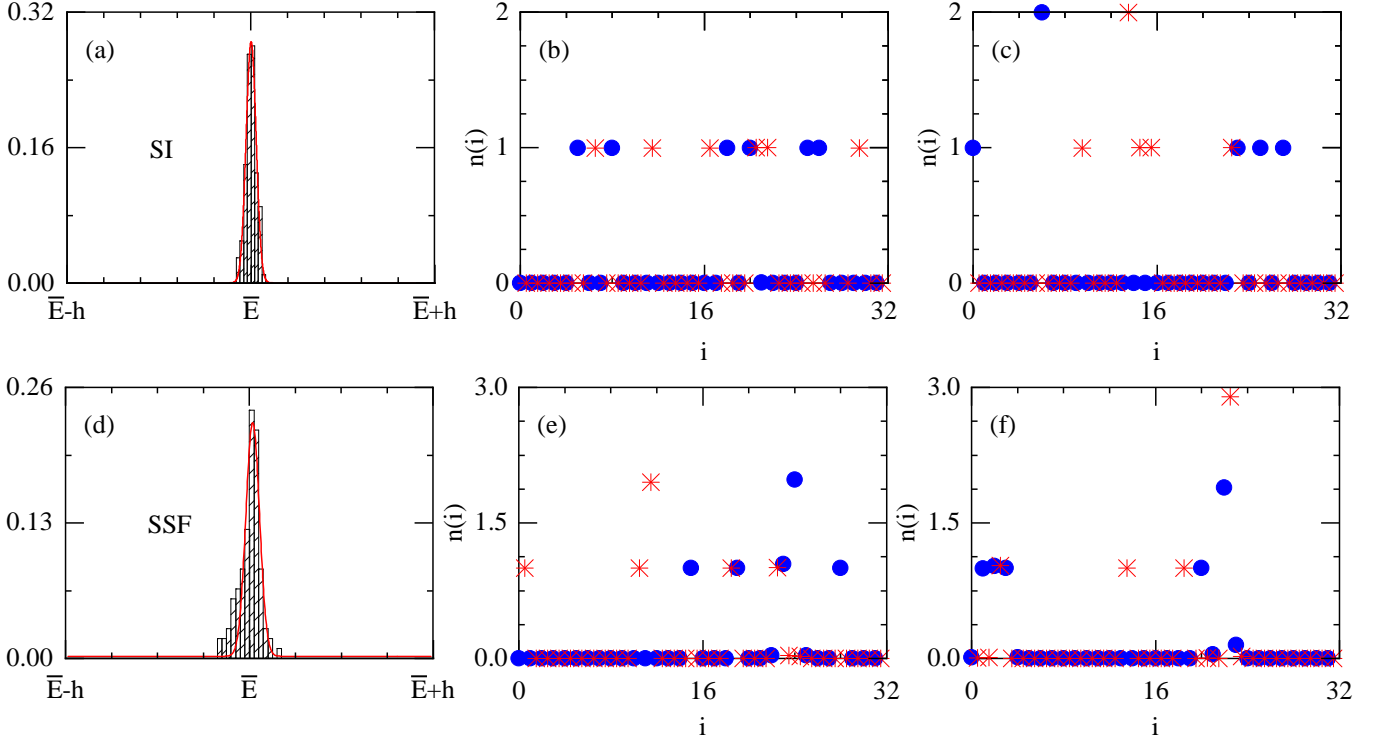 0.32
(a)
0.16
SI
0.00
E̅-h
E̅
E̅+h
2
(b)
n(i)
1
0
0
16
32
i
2
(c)
n(i)
1
0
0
16
32
i
0.26
(d)
0.13
SSF
0.00
E̅-h
E̅
E̅+h
3.0
(e)
n(i)
1.5
0.0
0
16
32
i
3.0
(f)
n(i)
1.5
0.0
0
16
32
i